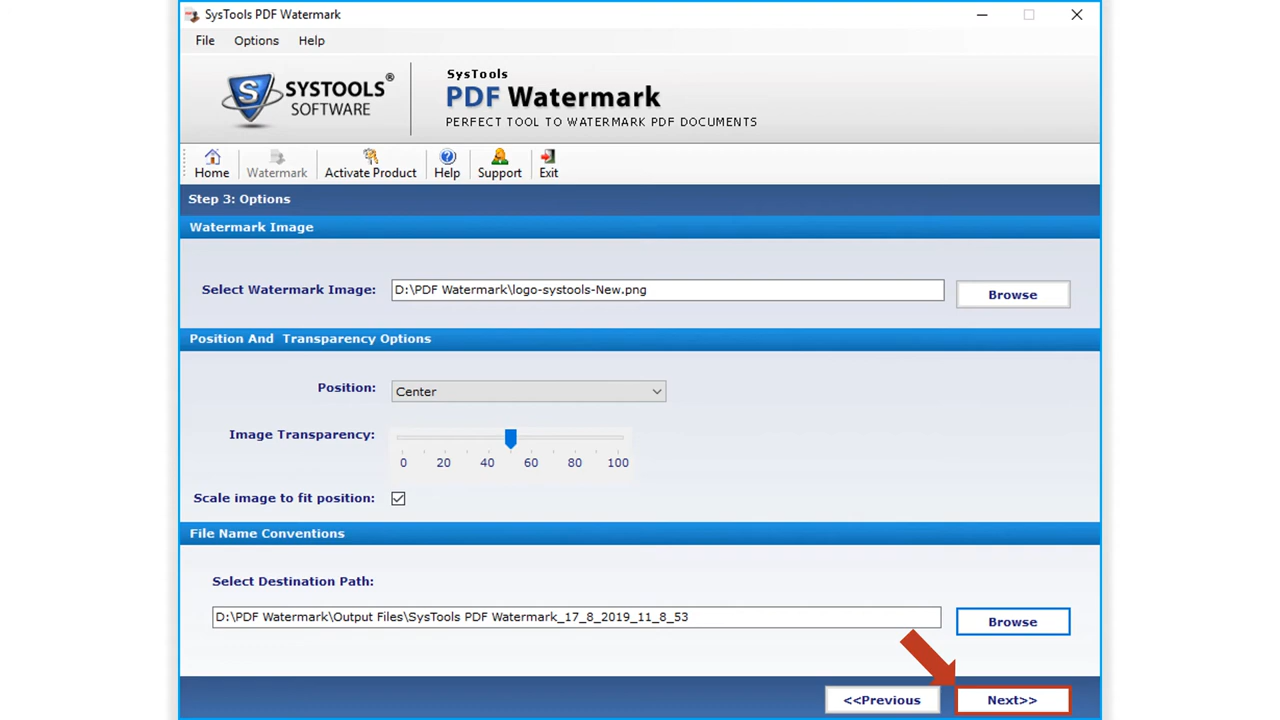 SysTools PDF Watermark
File Options Help
SYSTOOLS®
SOFTWARE
SysTools
PDF Watermark
PERFECT TOOL TO WATERMARK PDF DOCUMENTS
Home Watermark Activate Product Help Support Exit
Step 3: Options
Watermark Image
Select Watermark Image: D:\PDF Watermark\logo-systools-New.png Browse
Position And Transparency Options
Position: Center
Image Transparency:
0 20 40 60 80 100
Scale image to fit position:
File Name Conventions
Select Destination Path:
D:\PDF Watermark\Output Files\SysTools PDF Watermark_17_8_2019_11_8_53 Browse
<<Previous Next>>